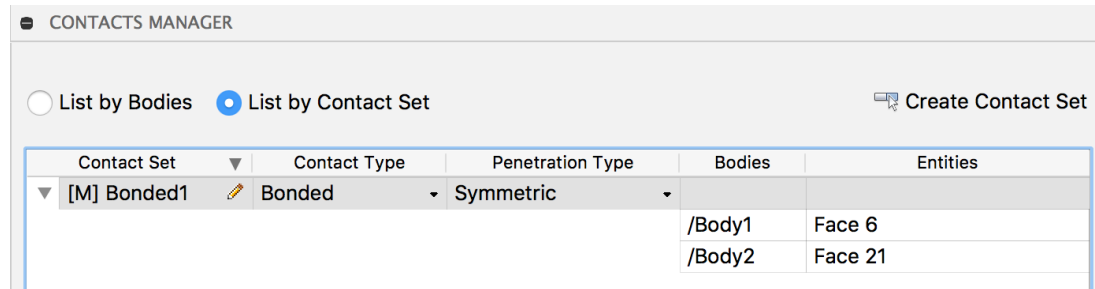 CONTACTS MANAGER
List by Bodies List by Contact Set Create Contact Set
Contact Set Contact Type Penetration Type Bodies Entities
[M] Bonded1 Bonded Symmetric
/Body1 Face 6
/Body2 Face 21